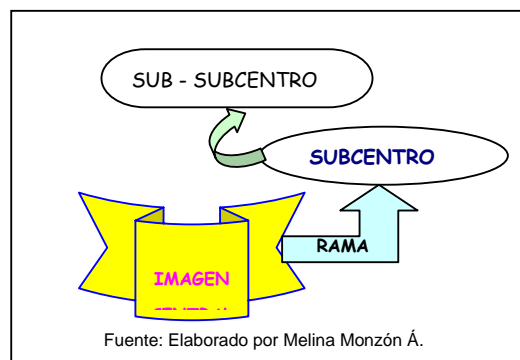 SUB - SUBCENTRO
SUBCENTRO
RAMA
IMAGEN
Fuente: Elaborado por Melina Monzón Á.